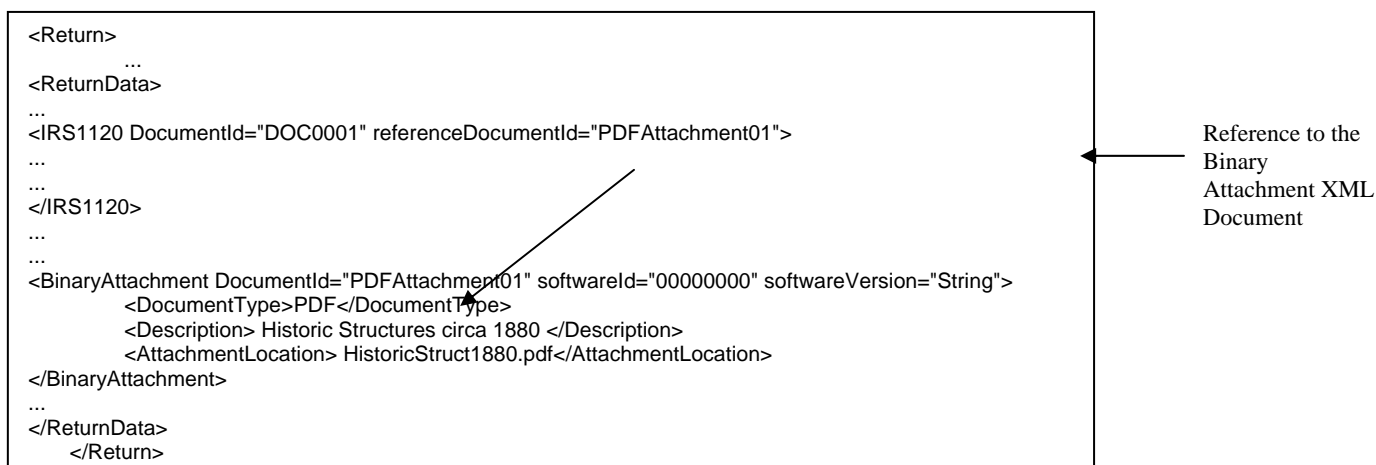 <Return>
...
<ReturnData>
...
<IRS1120 DocumentId="DOC0001" referenceDocumentId="PDFAttachment01">
...
...
</IRS1120>
...
...
<BinaryAttachment DocumentId="PDFAttachment01" softwareId="00000000" softwareVersion="String">
<DocumentType>PDF</DocumentType>
<Description> Historic Structures circa 1880 </Description>
<AttachmentLocation> HistoricStruct1880.pdf</AttachmentLocation>
</BinaryAttachment>
...
</ReturnData>
</Return>
Reference to the
Binary
Attachment XML
Document